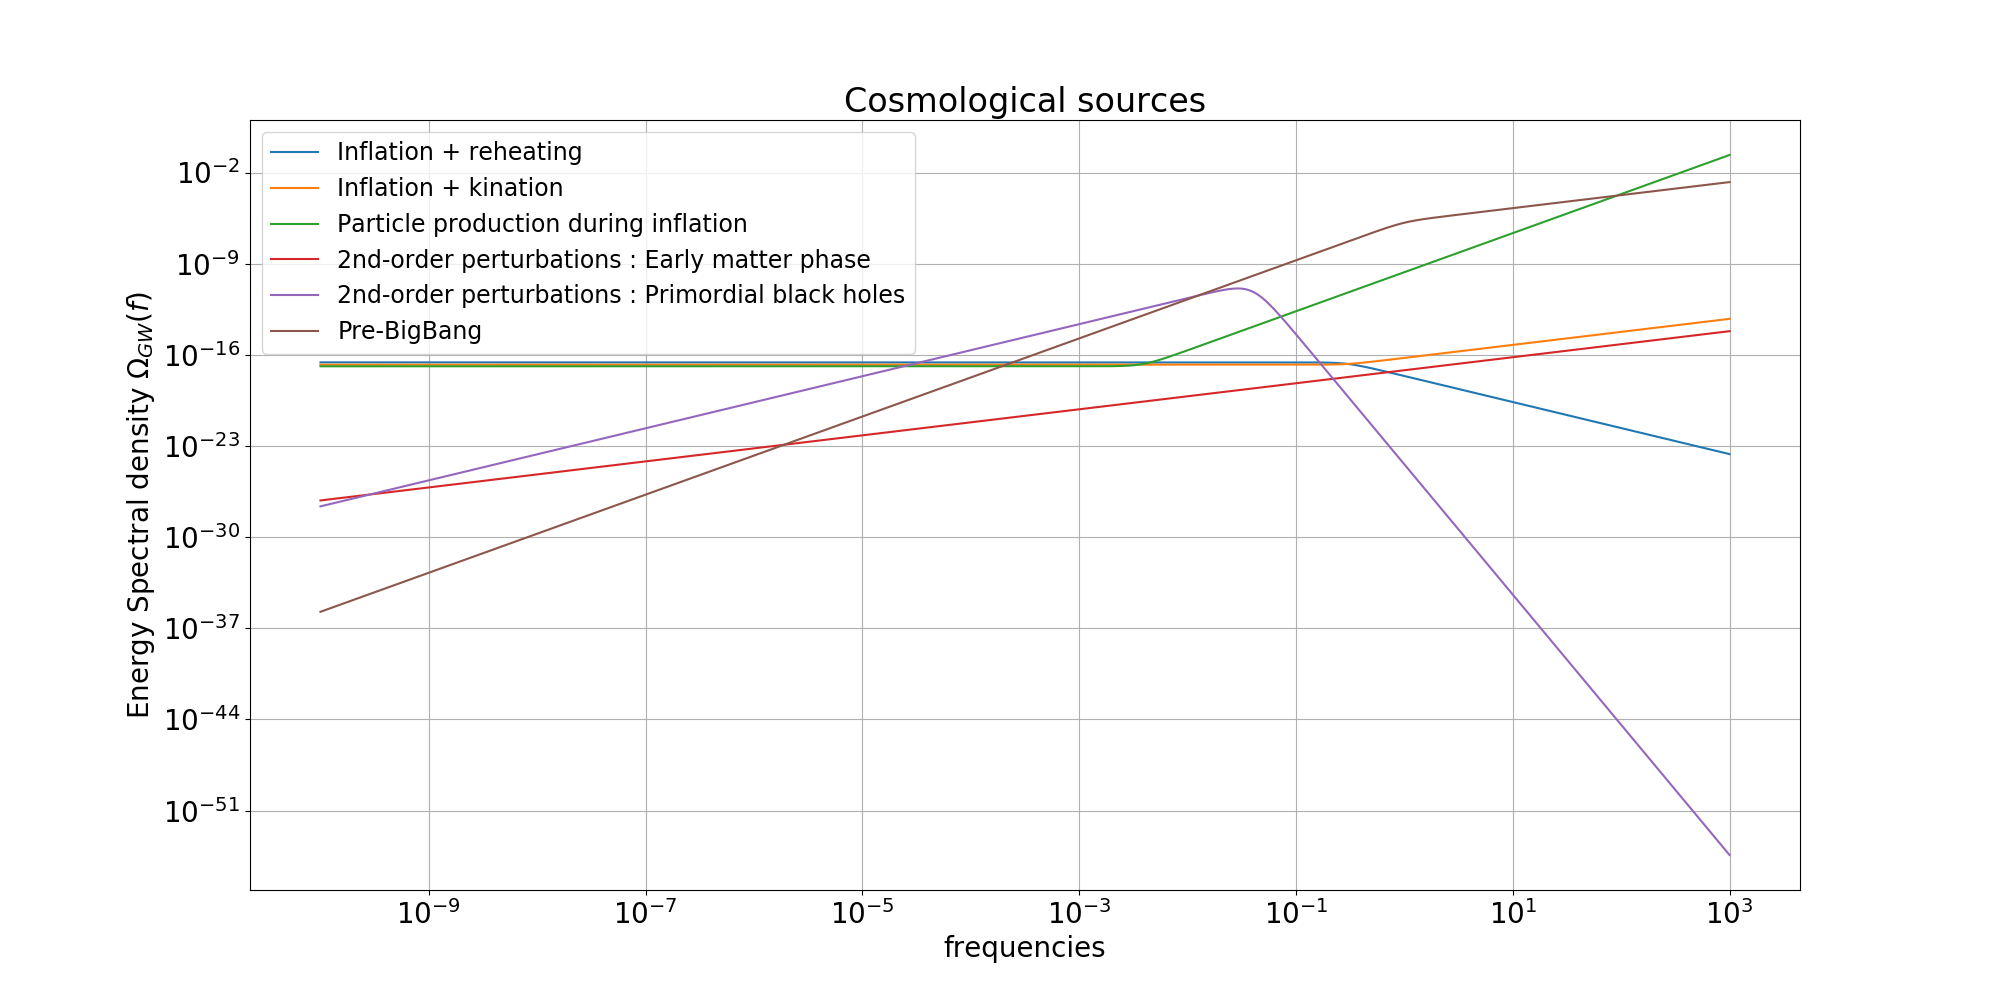 Cosmological sources
Inflation + reheating
Inflation + kination
Particle production during inflation
2nd-order perturbations : Early matter phase
2nd-order perturbations : Primordial black holes
Pre-BigBang
Energy Spectral density Ω_{GW}(f)
10^{-2}
10^{-9}
10^{-16}
10^{-23}
10^{-30}
10^{-37}
10^{-44}
10^{-51}
10^{-9} 10^{-7} 10^{-5} 10^{-3} 10^{-1} 10^{1} 10^{3}
frequencies